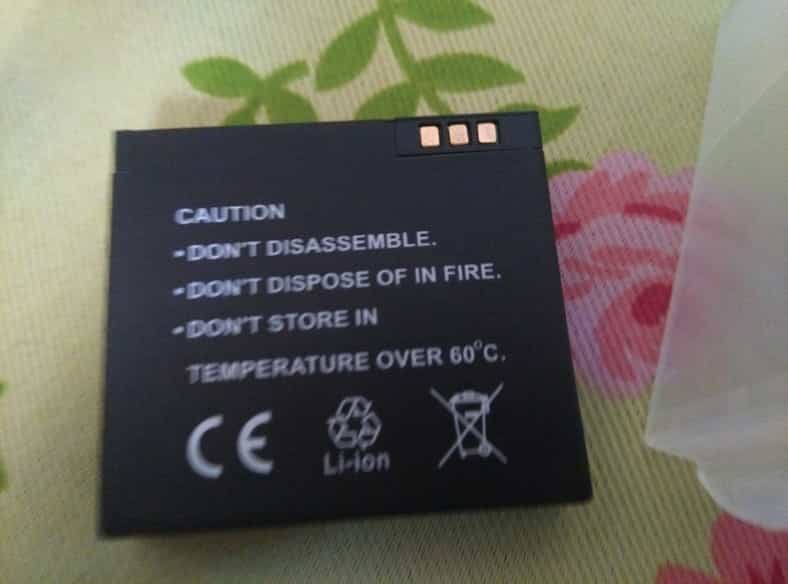 CAUTION
•DON'T DISASSEMBLE.
•DON'T DISPOSE OF IN FIRE.
•DON'T STORE IN
TEMPERATURE OVER 60°C.
CE
Li-ion